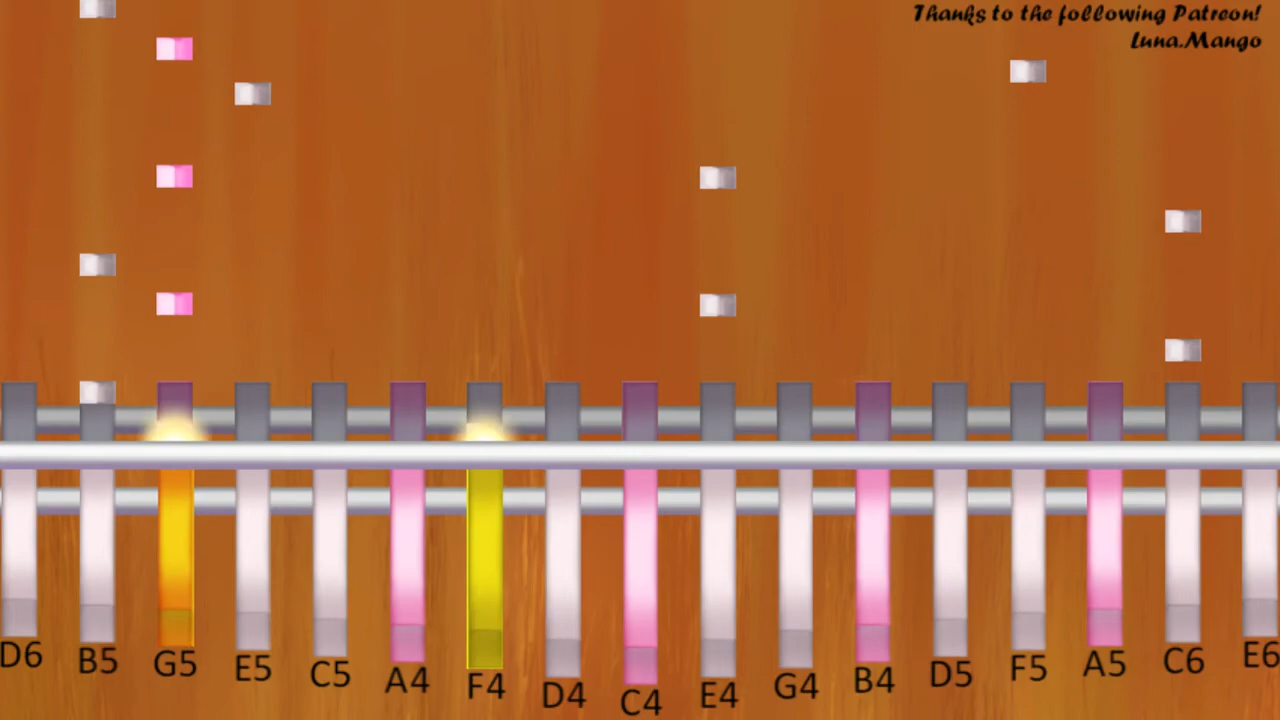 Thanks to the following Patreon!
Luna.Mango
D6 B5 G5 E5 C5 A4 F4 D4 C4 E4 G4 B4 D5 F5 A5 C6 E6